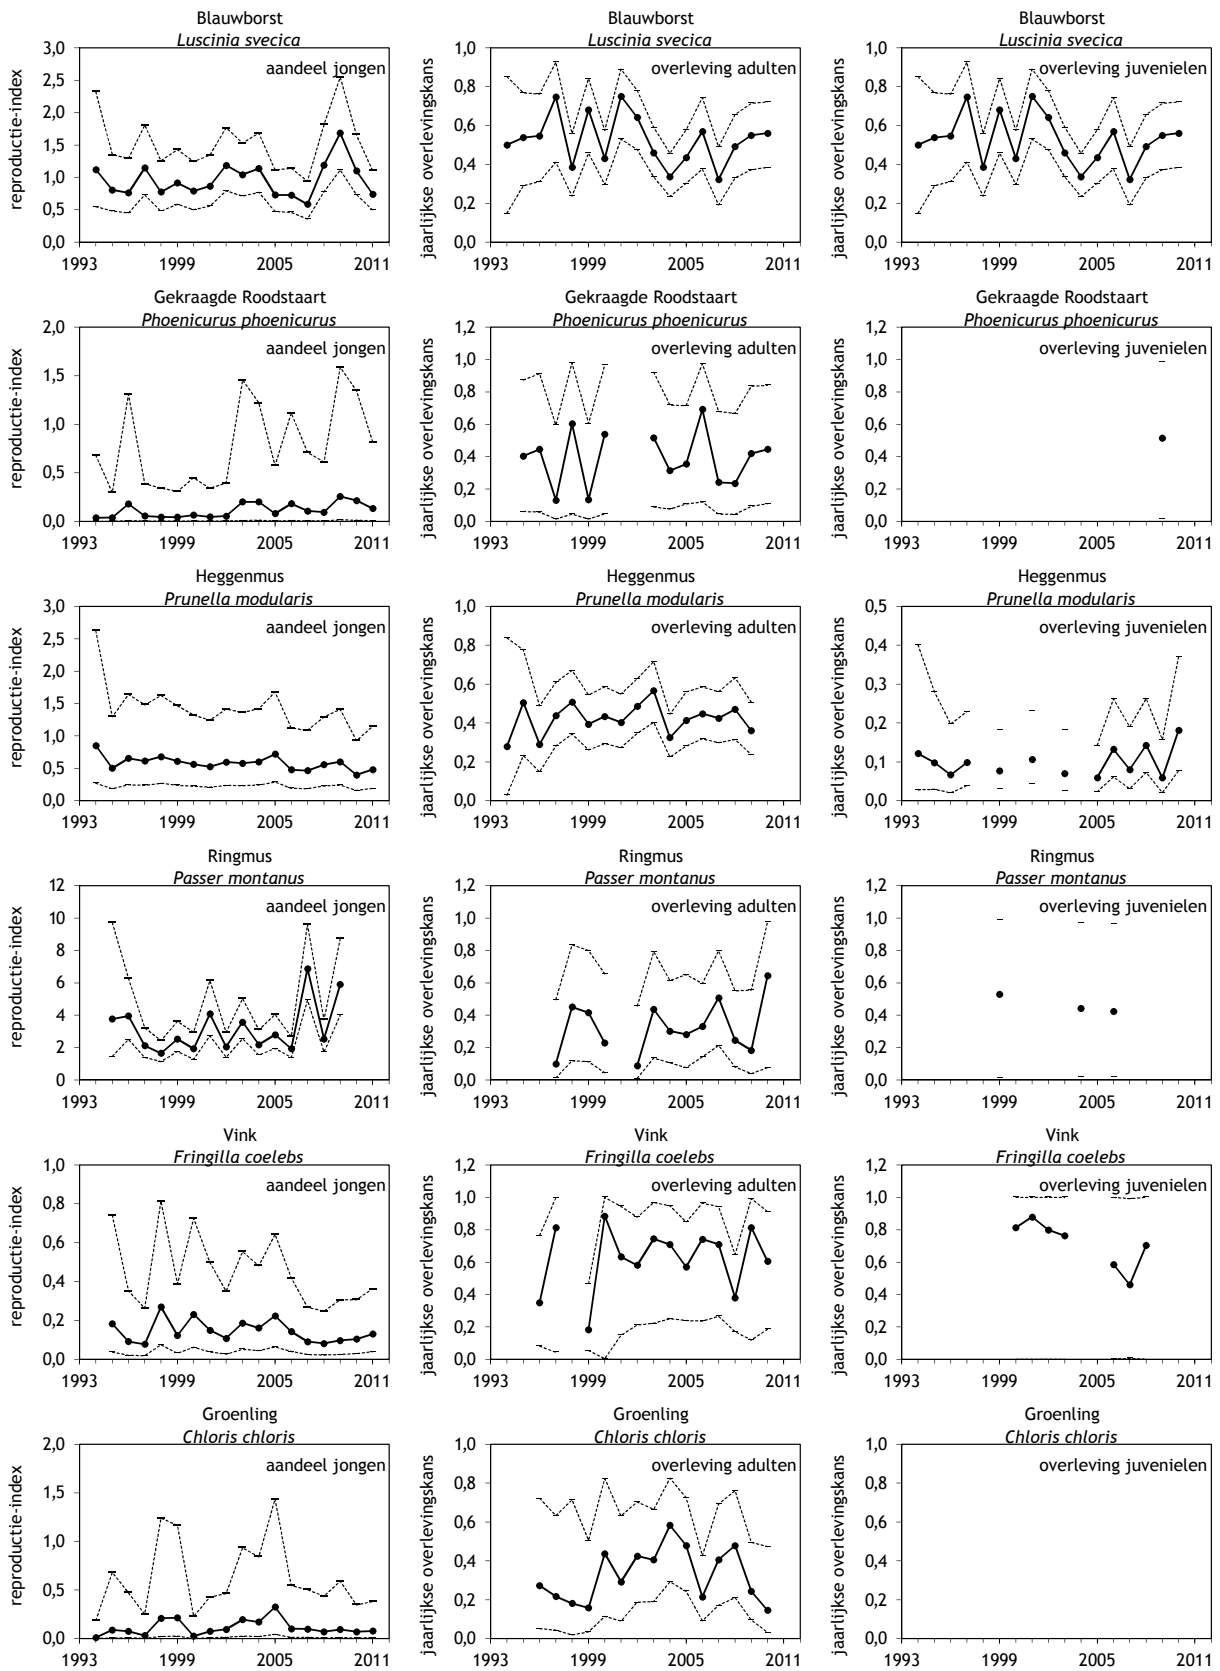 Blauwborst Blauwborst Blauwborst
Luscinia svecica Luscinia svecica Luscinia svecica
aandeel jongen overleving adulten overleving juvenielen
reproductie-index jaarlijkse overlevingskans jaarlijkse overlevingskans
3,0 1,0 1,0
2,5 0,8 0,8
2,0 0,6 0,6
1,5 0,4 0,4
1,0 0,2 0,2
0,5 0,0 0,0
0,0
1993 1999 2005 2011 1993 1999 2005 2011 1993 1999 2005 2011
Gekraagde Roodstaart Gekraagde Roodstaart Gekraagde Roodstaart
Phoenicurus phoenicurus Phoenicurus phoenicurus Phoenicurus phoenicurus
aandeel jongen overleving adulten overleving juvenielen
reproductie-index jaarlijkse overlevingskans jaarlijkse overlevingskans
2,0 1,2 1,2
1,5 1,0 1,0
1,0 0,8 0,8
0,5 0,6 0,6
0,0 0,4 0,4
0,2 0,2
0,0 0,0
1993 1999 2005 2011 1993 1999 2005 2011 1993 1999 2005 2011
Heggenmus Heggenmus Heggenmus
Prunella modularis Prunella modularis Prunella modularis
aandeel jongen overleving adulten overleving juvenielen
reproductie-index jaarlijkse overlevingskans jaarlijkse overlevingskans
3,0 1,0 0,5
2,5 0,8 0,4
2,0 0,6 0,3
1,5 0,4 0,2
1,0 0,2 0,1
0,5 0,0 0,0
0,0
1993 1999 2005 2011 1993 1999 2005 2011 1993 1999 2005 2011
Ringmus Ringmus Ringmus
Passer montanus Passer montanus Passer montanus
aandeel jongen overleving adulten overleving juvenielen
reproductie-index jaarlijkse overlevingskans jaarlijkse overlevingskans
12 1,2 1,2
10 1,0 1,0
8 0,8 0,8
6 0,6 0,6
4 0,4 0,4
2 0,2 0,2
0 0,0 0,0
1993 1999 2005 2011 1993 1999 2005 2011 1993 1999 2005 2011
Vink Vink Vink
Fringilla coelebs Fringilla coelebs Fringilla coelebs
aandeel jongen overleving adulten overleving juvenielen
reproductie-index jaarlijkse overlevingskans jaarlijkse overlevingskans
1,0 1,2 1,2
0,8 1,0 1,0
0,6 0,8 0,8
0,4 0,6 0,6
0,2 0,4 0,4
0,0 0,2 0,2
0,0 0,0
1993 1999 2005 2011 1993 1999 2005 2011 1993 1999 2005 2011
Groenling Groenling Groenling
Chloris chloris Chloris chloris Chloris chloris
aandeel jongen overleving adulten overleving juvenielen
reproductie-index jaarlijkse overlevingskans jaarlijkse overlevingskans
2,0 1,0 1,0
1,5 0,8 0,8
1,0 0,6 0,6
0,5 0,4 0,4
0,0 0,2 0,2
0,0 0,0
1993 1999 2005 2011 1993 1999 2005 2011 1993 1999 2005 2011